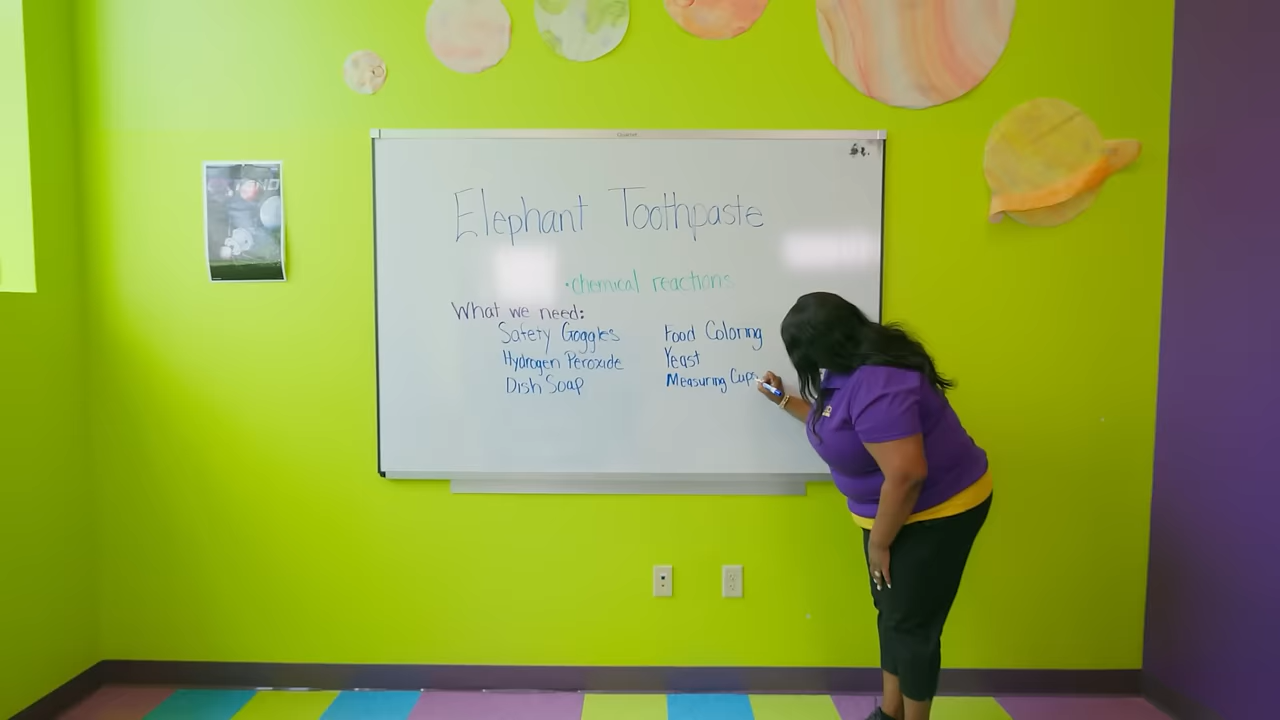 Elephant Toothpaste
•chemical reactions
What we need:
Safety Goggles
Hydrogen Peroxide
Dish Soap
Food Coloring
Yeast
Measuring Cups